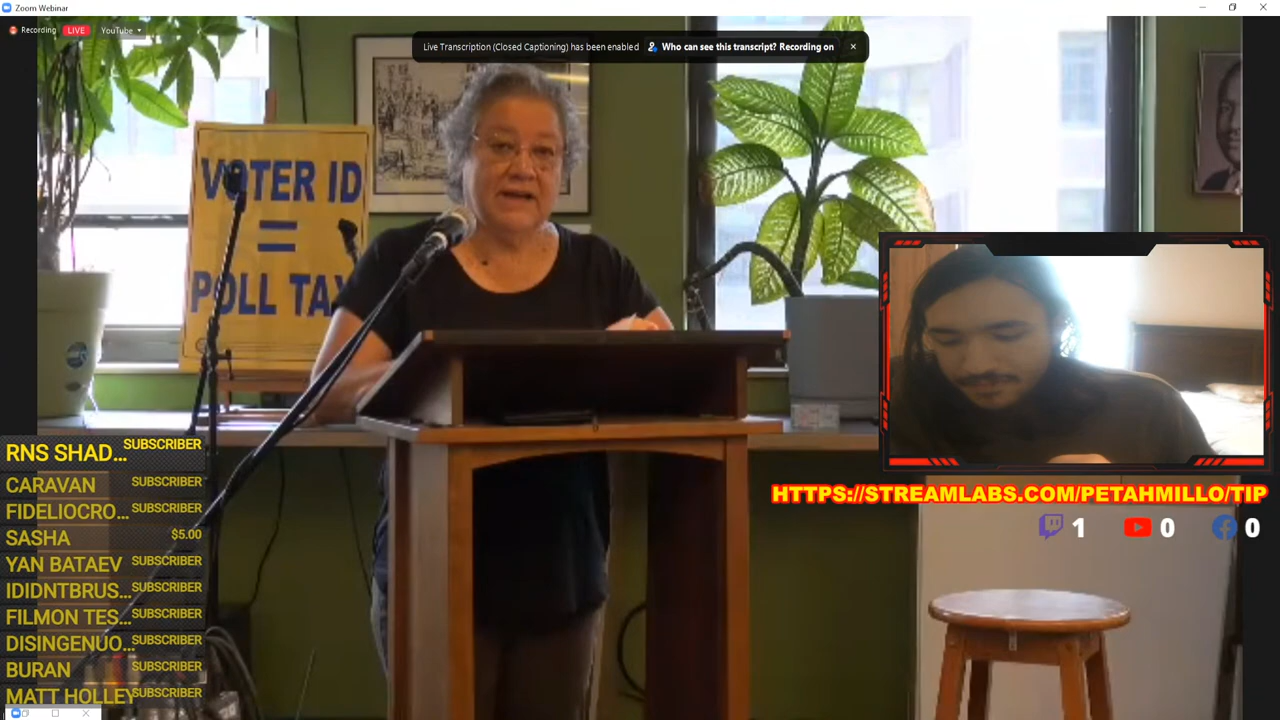 Zoom Webinar
Recording LIVE YouTube
Live Transcription (Closed Captioning) has been enabled Who can see this transcript? Recording on
VOTER ID
=
POLL TAX
RNS SHAD... SUBSCRIBER
CARAVAN SUBSCRIBER
FIDELIOCRO... SUBSCRIBER
SASHA $5.00
YAN BATAEV SUBSCRIBER
IDIDNTBRUS... SUBSCRIBER
FILMON TES... SUBSCRIBER
DISINGENUO... SUBSCRIBER
BURAN SUBSCRIBER
MATT HOLLEY SUBSCRIBER
HTTPS://STREAMLABS.COM/PETAHMILLO/TIP
1 0 0